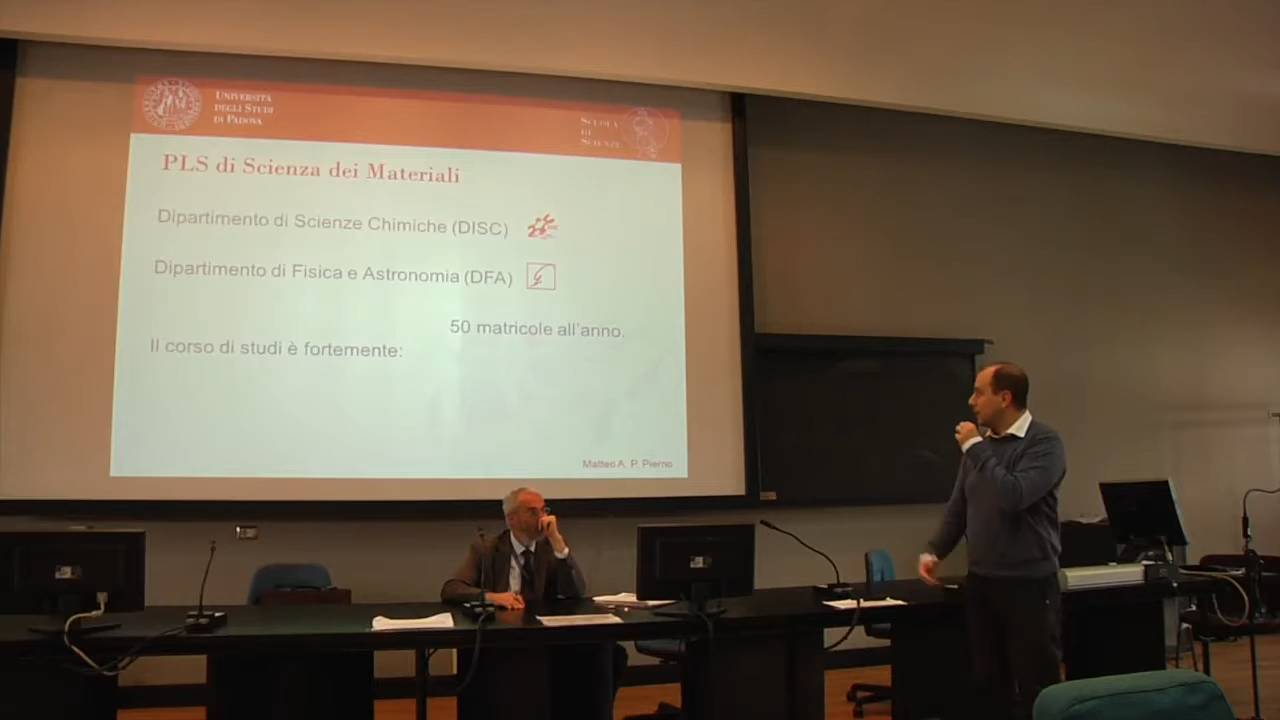 UNIVERSITÀ
DEGLI STUDI
DI PADOVA
SCUOLA
DI
SCIENZE
PLS di Scienza dei Materiali
Dipartimento di Scienze Chimiche (DISC)
Dipartimento di Fisica e Astronomia (DFA)
50 matricole all'anno.
Il corso di studi è fortemente:
Matteo A. P. Pierno